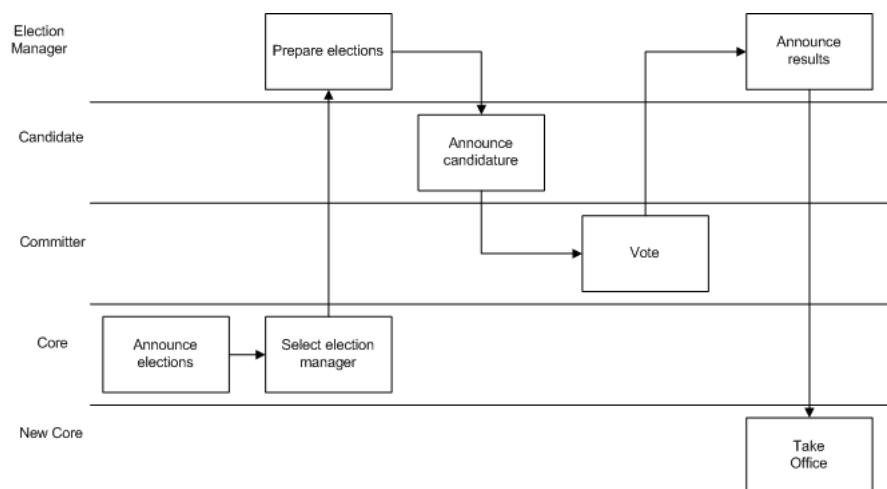 Election
Manager
Prepare elections
Announce
results
Candidate
Announce
candidature
Committer
Vote
Core
Announce
elections
Select election
manager
New Core
Take
Office